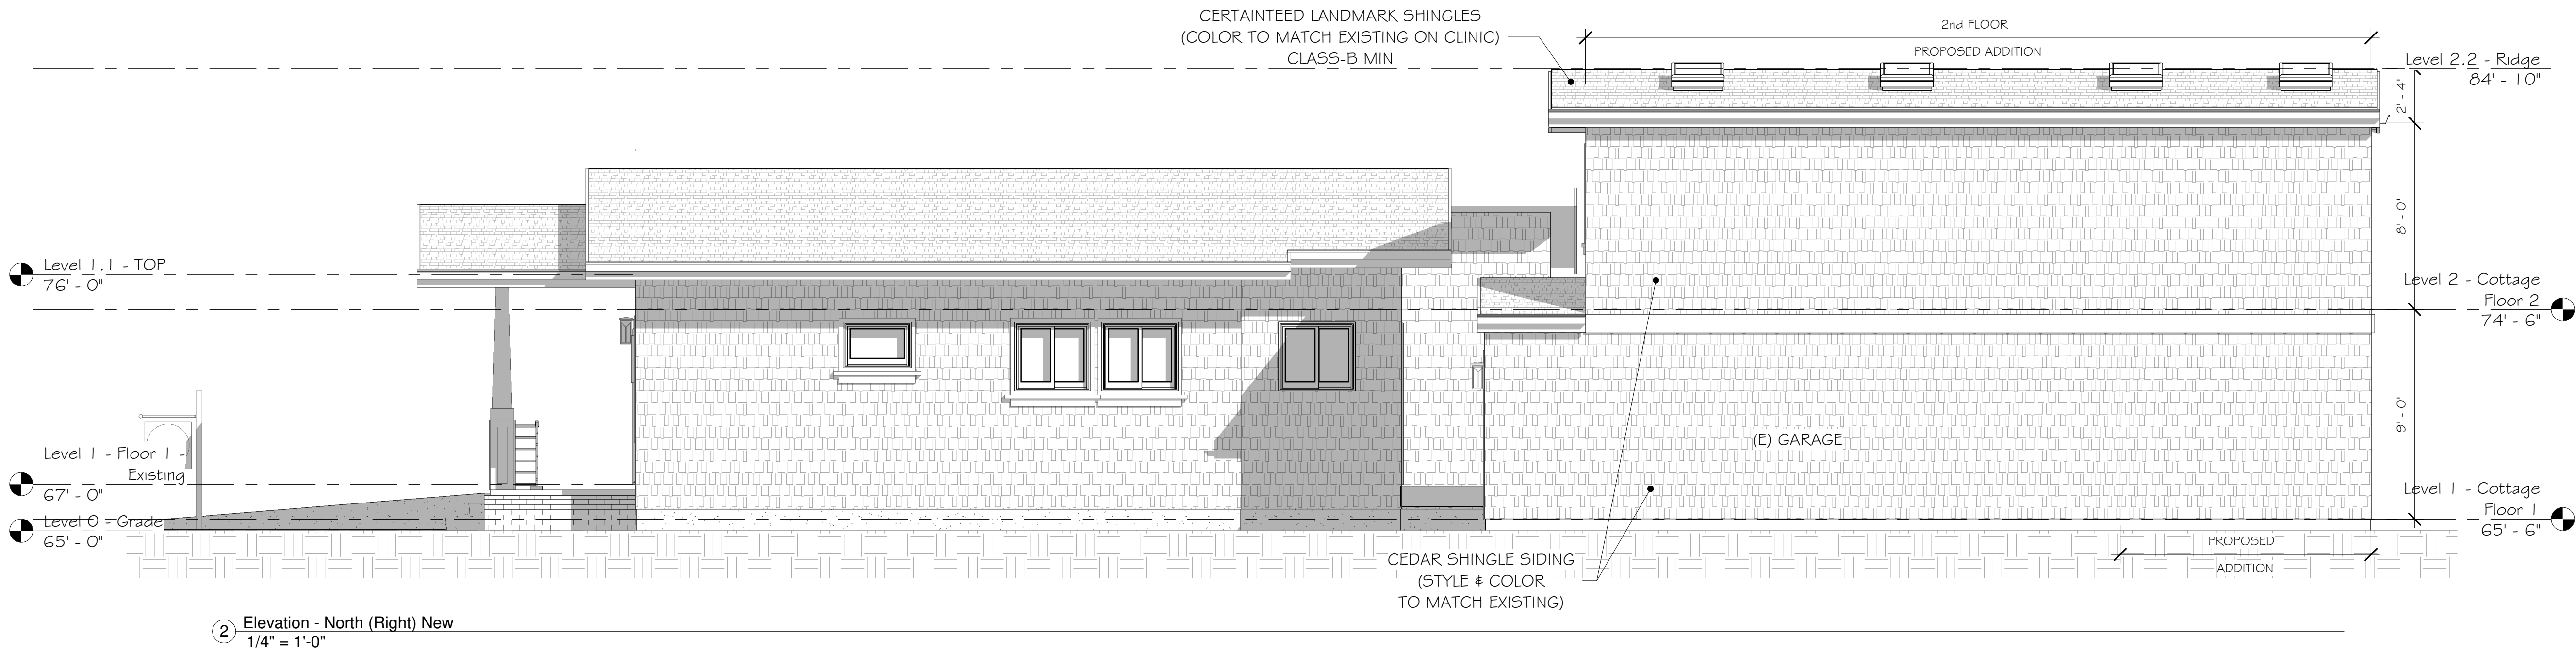 CERTAINTEED LANDMARK SHINGLES
(COLOR TO MATCH EXISTING ON CLINIC)
CLASS-B MIN
2nd FLOOR
PROPOSED ADDITION
Level 2.2 - Ridge
84' - 10"
2' - 4"
8' - 0"
Level 1.1 - TOP
76' - 0"
Level 2 - Cottage
Floor 2
74' - 6"
9' - 0"
(E) GARAGE
Level 1 - Floor 1 -
Existing
67' - 0"
Level 0 - Grade
65' - 0"
Level 1 - Cottage
Floor 1
65' - 6"
PROPOSED
ADDITION
CEDAR SHINGLE SIDING
(STYLE & COLOR
TO MATCH EXISTING)
2
Elevation - North (Right) New
1/4" = 1'-0"